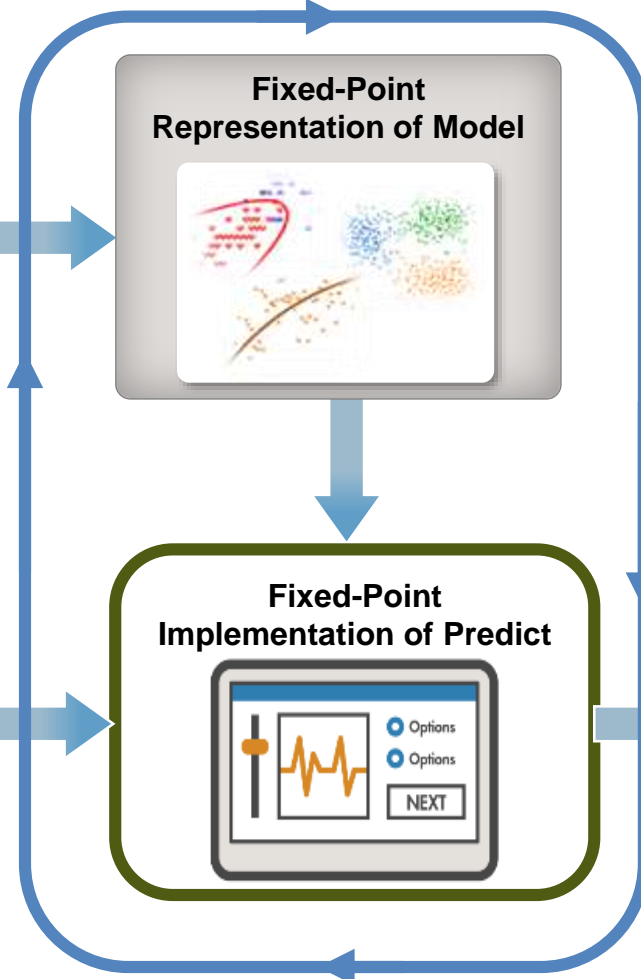 Fixed-Point
Representation of Model
Fixed-Point
Implementation of Predict
Options
Options
NEXT